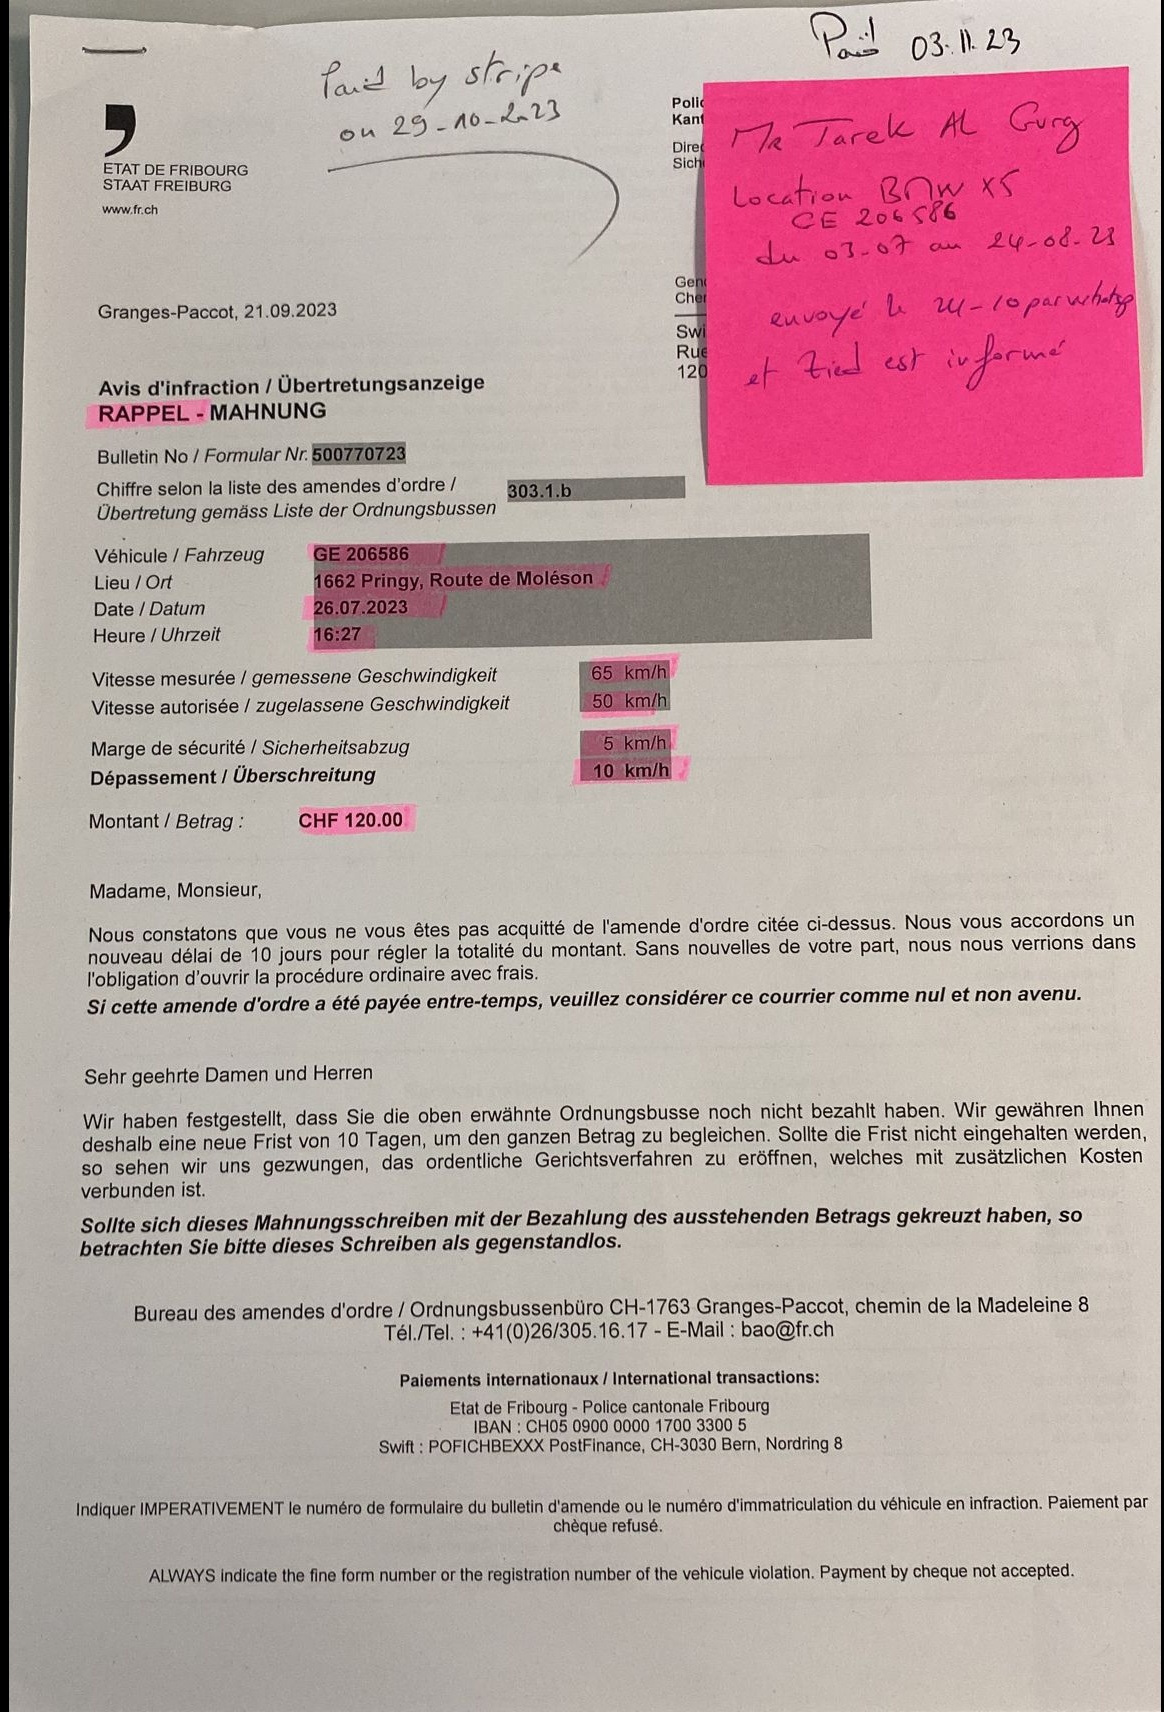 Paid 03.11.23
Paid by stripe
on 29-10-2023
ETAT DE FRIBOURG
STAAT FREIBURG
www.fr.ch
Mr Tarek AL Gurg
Location BMW X5
GE 206586
du 03-07 au 24-08-23
envoyé le 24-10 par whatsp
et Zied est informé
Granges-Paccot, 21.09.2023
Swi
Rue
120
Avis d'infraction / Übertretungsanzeige
RAPPEL - MAHNUNG
Bulletin No / Formular Nr. 500770723
Chiffre selon la liste des amendes d'ordre / 303.1.b
Übertretung gemäss Liste der Ordnungsbussen
Véhicule / Fahrzeug GE 206586
Lieu / Ort 1662 Pringy, Route de Moléson
Date / Datum 26.07.2023
Heure / Uhrzeit 16:27
Vitesse mesurée / gemessene Geschwindigkeit 65 km/h
Vitesse autorisée / zugelassene Geschwindigkeit 50 km/h
Marge de sécurité / Sicherheitsabzug 5 km/h
Dépassement / Überschreitung 10 km/h
Montant / Betrag : CHF 120.00
Madame, Monsieur,
Nous constatons que vous ne vous êtes pas acquitté de l'amende d'ordre citée ci-dessus. Nous vous accordons un
nouveau délai de 10 jours pour régler la totalité du montant. Sans nouvelles de votre part, nous nous verrions dans
l'obligation d'ouvrir la procédure ordinaire avec frais.
Si cette amende d'ordre a été payée entre-temps, veuillez considérer ce courrier comme nul et non avenu.
Sehr geehrte Damen und Herren
Wir haben festgestellt, dass Sie die oben erwähnte Ordnungsbusse noch nicht bezahlt haben. Wir gewähren Ihnen
deshalb eine neue Frist von 10 Tagen, um den ganzen Betrag zu begleichen. Sollte die Frist nicht eingehalten werden,
so sehen wir uns gezwungen, das ordentliche Gerichtsverfahren zu eröffnen, welches mit zusätzlichen Kosten
verbunden ist.
Sollte sich dieses Mahnungsschreiben mit der Bezahlung des ausstehenden Betrags gekreuzt haben, so
betrachten Sie bitte dieses Schreiben als gegenstandlos.
Bureau des amendes d'ordre / Ordnungsbussenbüro CH-1763 Granges-Paccot, chemin de la Madeleine 8
Tél./Tel. : +41(0)26/305.16.17 - E-Mail : bao@fr.ch
Paiements internationaux / International transactions:
Etat de Fribourg - Police cantonale Fribourg
IBAN : CH05 0900 0000 1700 3300 5
Swift : POFICHBEXXX PostFinance, CH-3030 Bern, Nordring 8
Indiquer IMPERATIVEMENT le numéro de formulaire du bulletin d'amende ou le numéro d'immatriculation du véhicule en infraction. Paiement par
chèque refusé.
ALWAYS indicate the fine form number or the registration number of the vehicule violation. Payment by cheque not accepted.